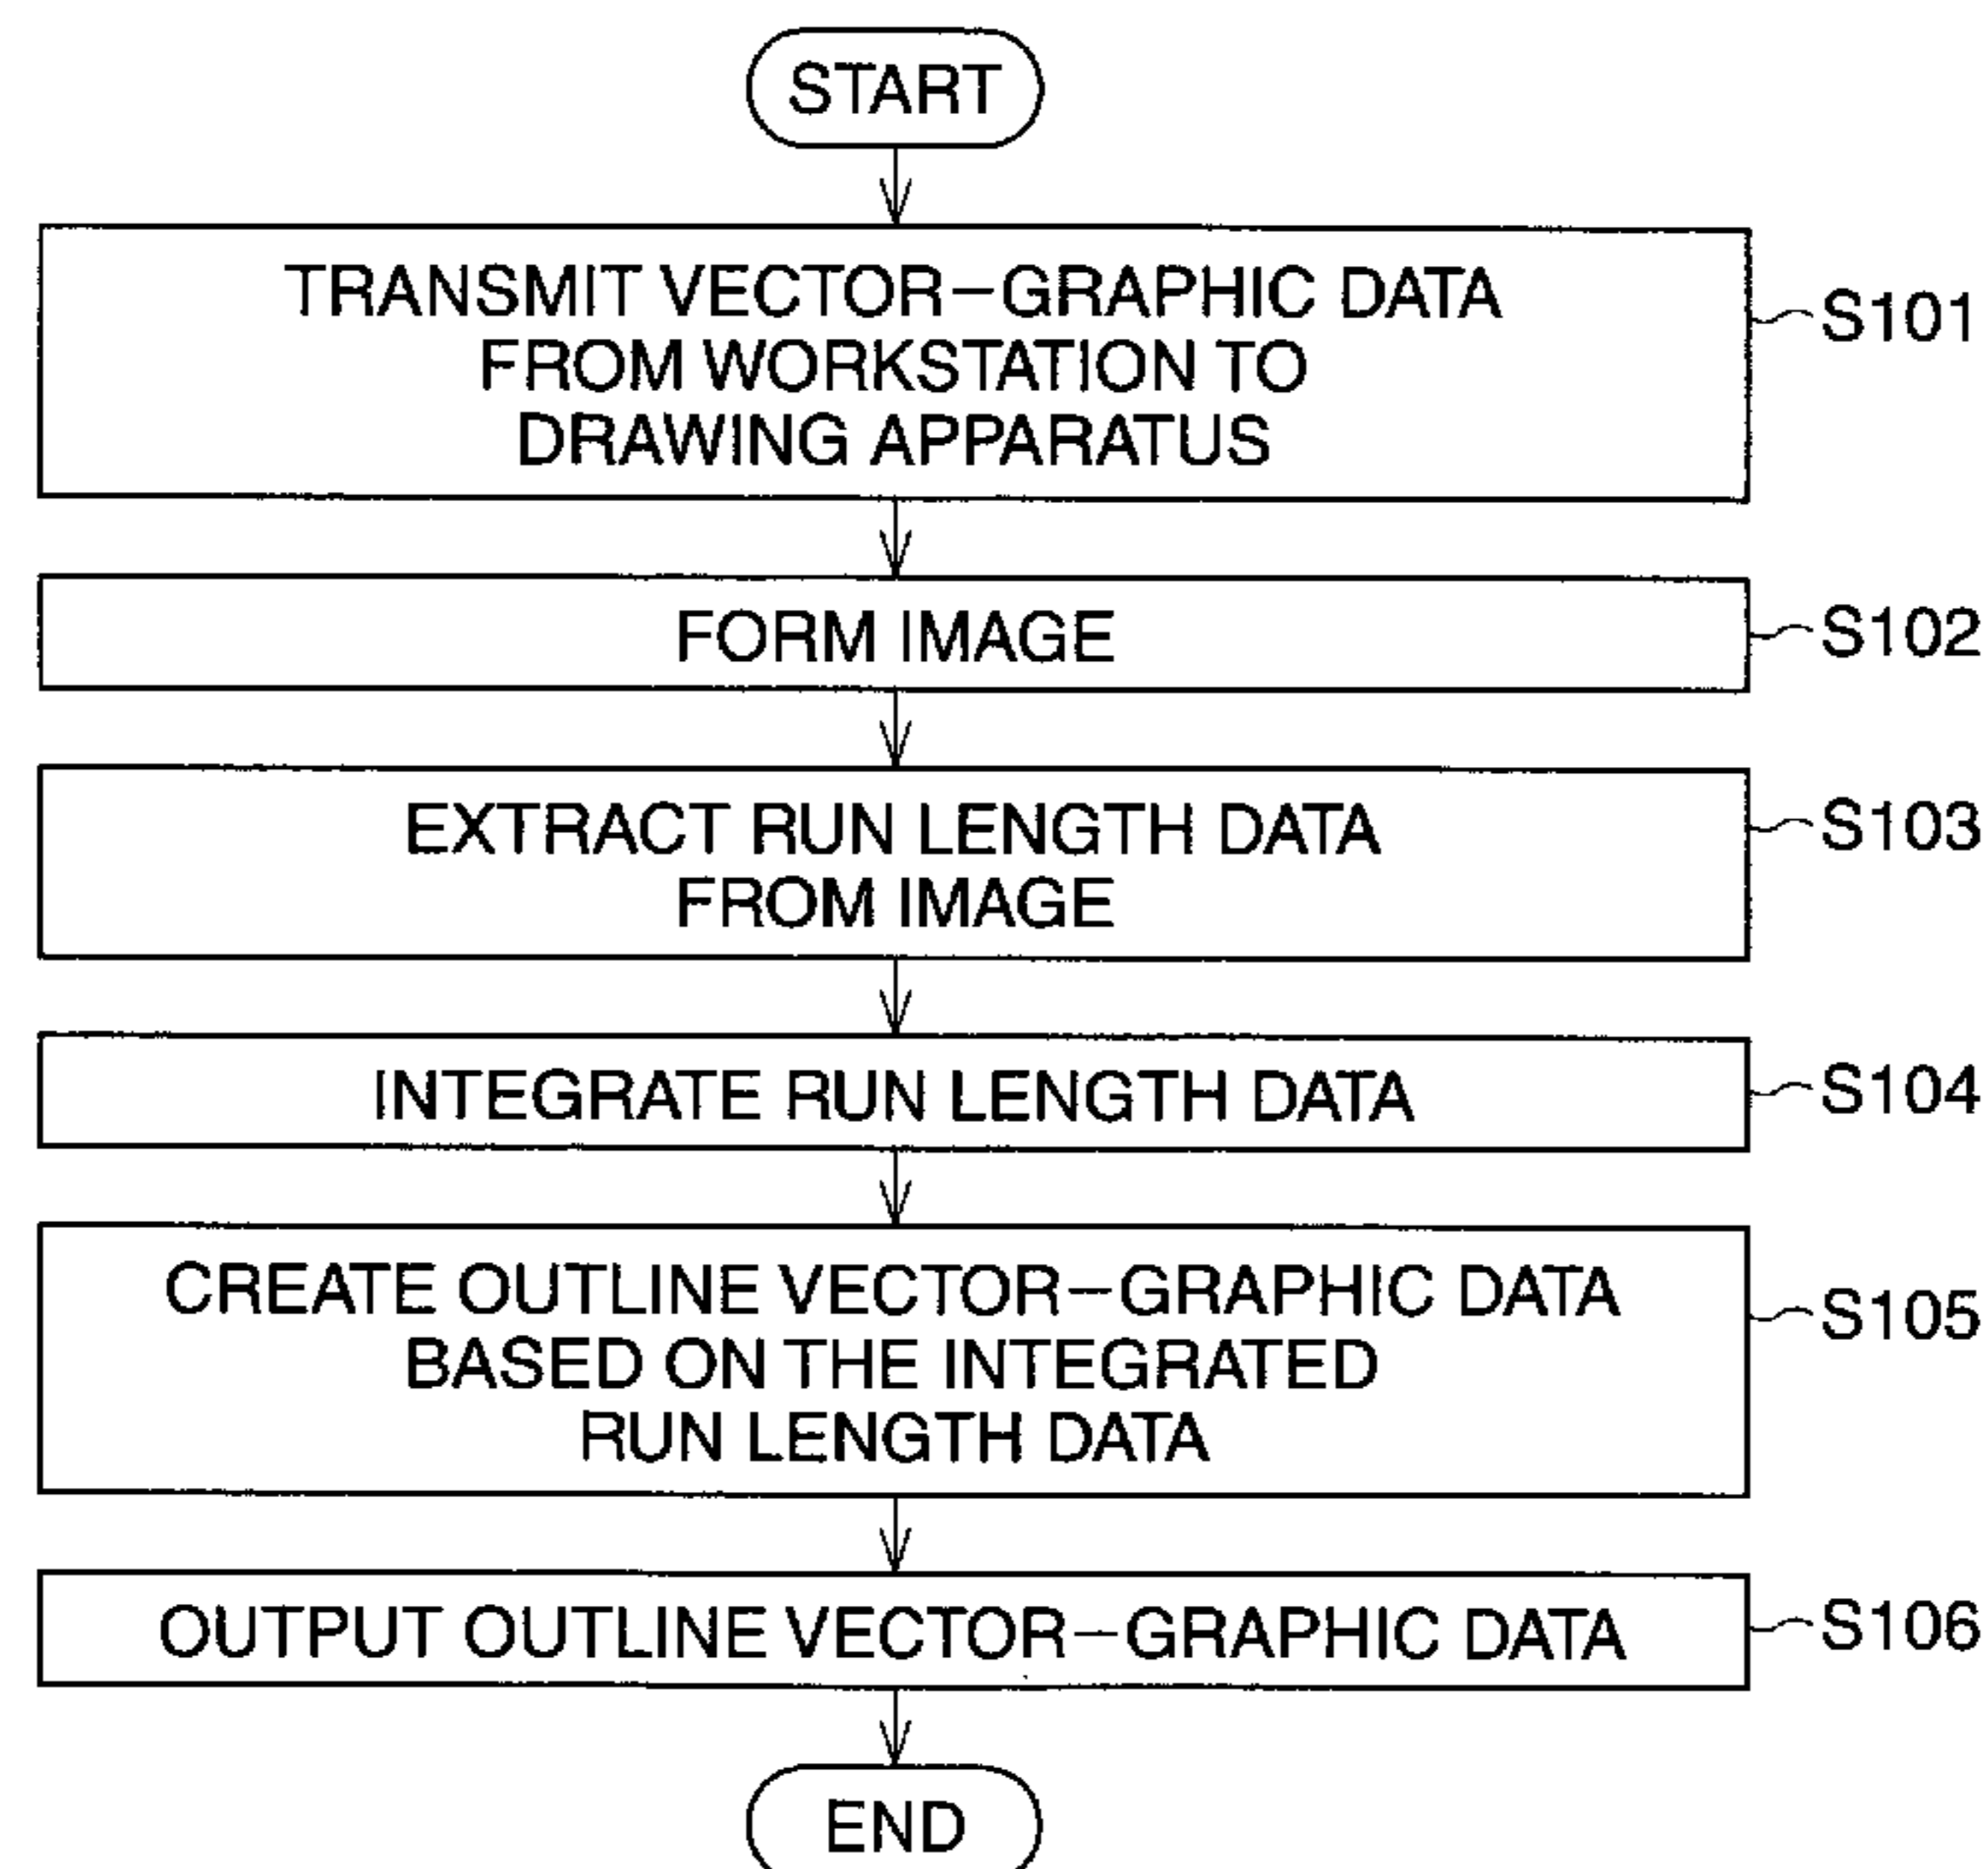 START
TRANSMIT VECTOR-GRAPHIC DATA
FROM WORKSTATION TO
DRAWING APPARATUS
S101
FORM IMAGE
S102
EXTRACT RUN LENGTH DATA
FROM IMAGE
S103
INTEGRATE RUN LENGTH DATA
S104
CREATE OUTLINE VECTOR-GRAPHIC DATA
BASED ON THE INTEGRATED
RUN LENGTH DATA
S105
OUTPUT OUTLINE VECTOR-GRAPHIC DATA
S106
END